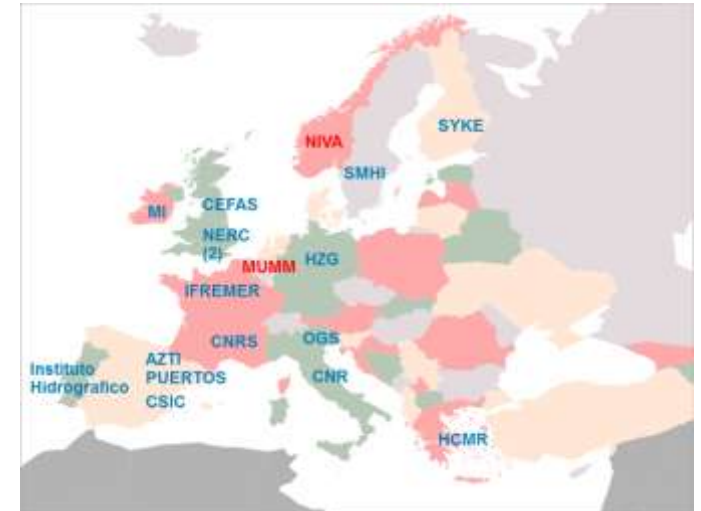 SYKE
NIVA
SMHI
MI
CEFAS
NERC
(2)
MUMM
HZG
IFREMER
CNRS
OGS
AZTI
PUERTOS
CSIC
Instituto
Hidrografico
CNR
HCMR